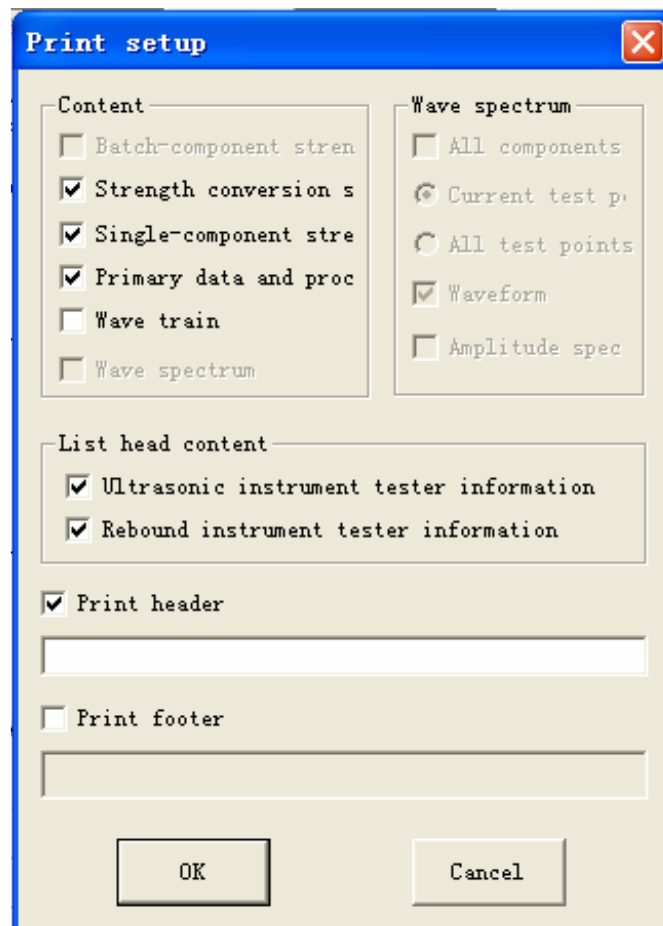 Print setup
Content
Batch-component stren
Strength conversion s
Single-component stre
Primary data and proc
Wave train
Wave spectrum
Wave spectrum
All components
Current test p
All test points
Waveform
Amplitude spec
List head content
Ultrasonic instrument tester information
Rebound instrument tester information
Print header
Print footer
OK
Cancel